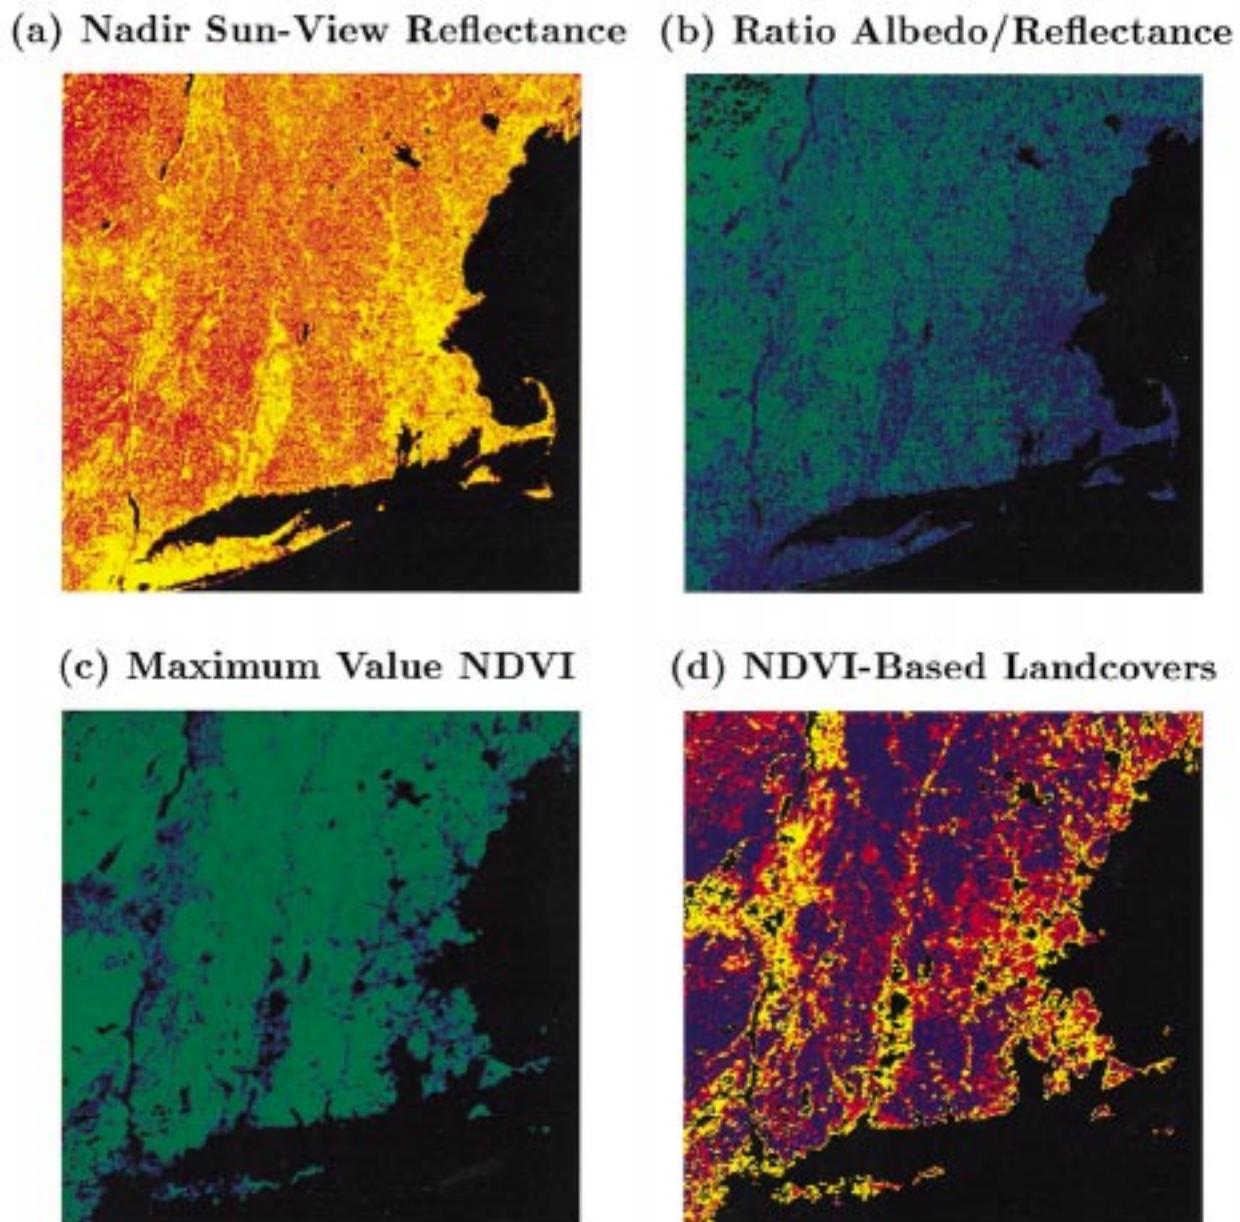 (a) Nadir Sun-View Reflectance
(b) Ratio Albedo/Reflectance
(c) Maximum Value NDVI
(d) NDVI-Based Landcovers